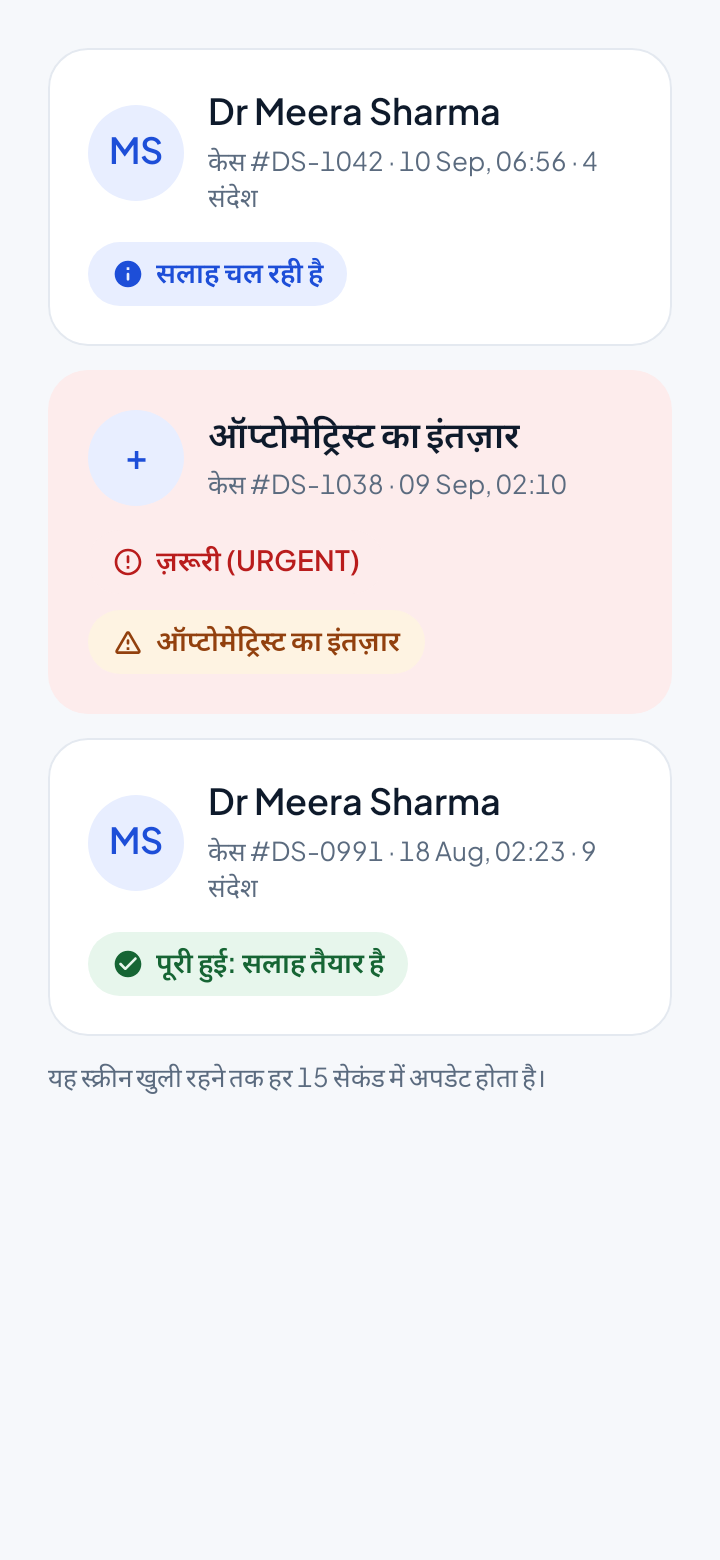 MS
Dr Meera Sharma
केस #DS-1042 · 10 Sep, 06:56 · 4
संदेश
सलाह चल रही है
+
ऑप्टोमेट्रिस्ट का इंतज़ार
केस #DS-1038 · 09 Sep, 02:10
ज़रूरी (URGENT)
ऑप्टोमेट्रिस्ट का इंतज़ार
MS
Dr Meera Sharma
केस #DS-0991 · 18 Aug, 02:23 · 9
संदेश
पूरी हुई: सलाह तैयार है
यह स्क्रीन खुली रहने तक हर 15 सेकंड में अपडेट होता है।